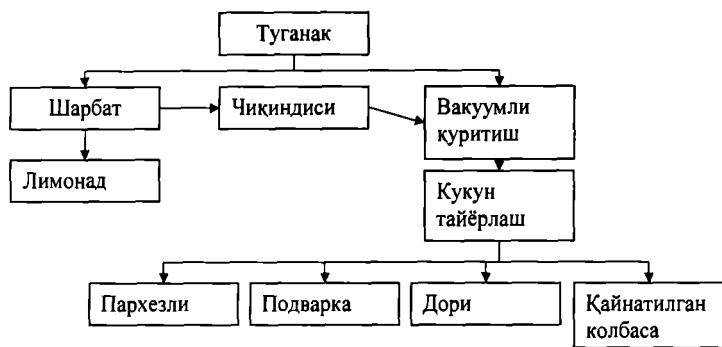 Туганак
Шарбат
Чиқиндиси
Вакуумли
қуритиш
Лимонад
Кукун
тайёрлаш
Пархезли
Подварка
Дори
Қайнатилган
колбаса